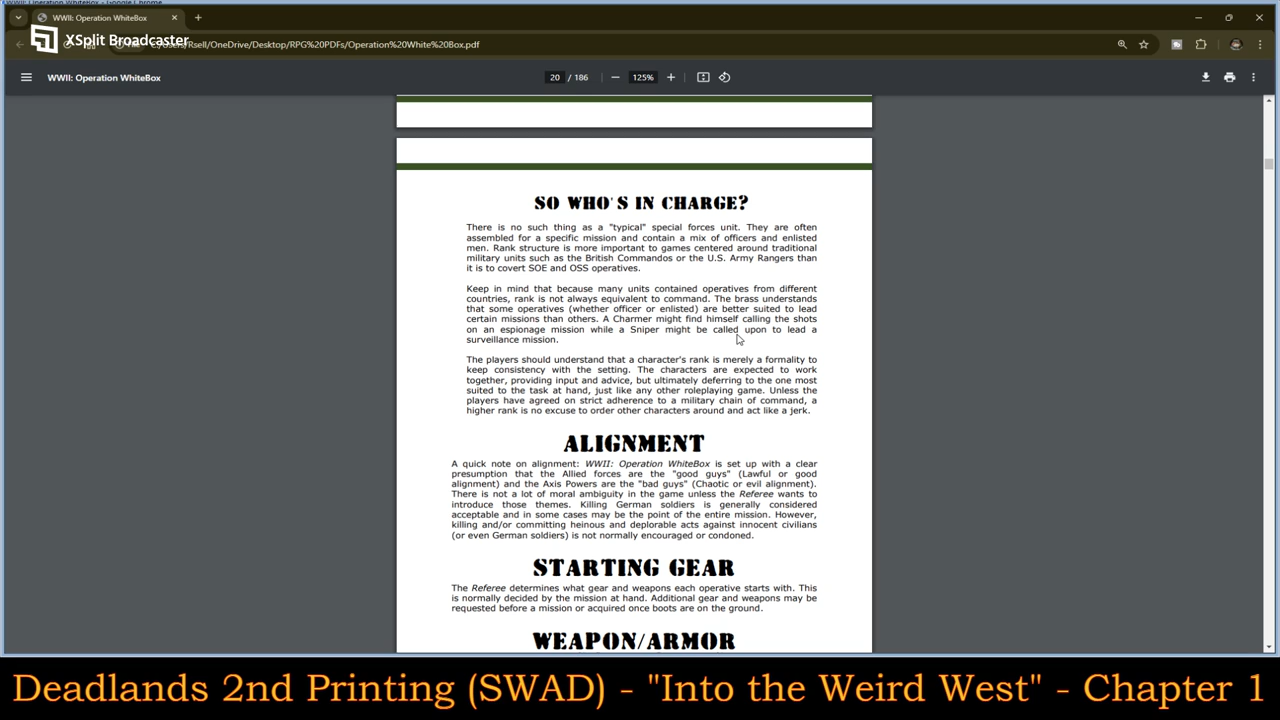 WWII: Operation WhiteBox - Google Chrome
WWII: Operation WhiteBox
XSplit Broadcaster
C:/Users/Rsell/OneDrive/Desktop/RPG%20PDFs/Operation%20White%20Box.pdf
WWII: Operation WhiteBox
20 / 186
125%
SO WHO'S IN CHARGE?
There is no such thing as a "typical" special forces unit. They are often
assembled for a specific mission and contain a mix of officers and enlisted
men. Rank structure is more important to games centered around traditional
military units such as the British Commandos or the U.S. Army Rangers than
it is to covert SOE and OSS operatives.
Keep in mind that because many units contained operatives from different
countries, rank is not always equivalent to command. The brass understands
that some operatives (whether officer or enlisted) are better suited to lead
certain missions than others. A Charmer might find himself calling the shots
on an espionage mission while a Sniper might be called upon to lead a
surveillance mission.
The players should understand that a character's rank is merely a formality to
keep consistency with the setting. The characters are expected to work
together, providing input and advice, but ultimately deferring to the one most
suited to the task at hand, just like any other roleplaying game. Unless the
players have agreed on strict adherence to a military chain of command, a
higher rank is no excuse to order other characters around and act like a jerk.
ALIGNMENT
A quick note on alignment: WWII: Operation WhiteBox is set up with a clear
presumption that the Allied forces are the "good guys" (Lawful or good
alignment) and the Axis Powers are the "bad guys" (Chaotic or evil alignment).
There is not a lot of moral ambiguity in the game unless the Referee wants to
introduce those themes. Killing German soldiers is generally considered
acceptable and in some cases may be the point of the entire mission. However,
killing and/or committing heinous and deplorable acts against innocent civilians
(or even German soldiers) is not normally encouraged or condoned.
STARTING GEAR
The Referee determines what gear and weapons each operative starts with. This
is normally decided by the mission at hand. Additional gear and weapons may be
requested before a mission or acquired once boots are on the ground.
WEAPON/ARMOR
Deadlands 2nd Printing (SWAD) - "Into the Weird West" - Chapter 1